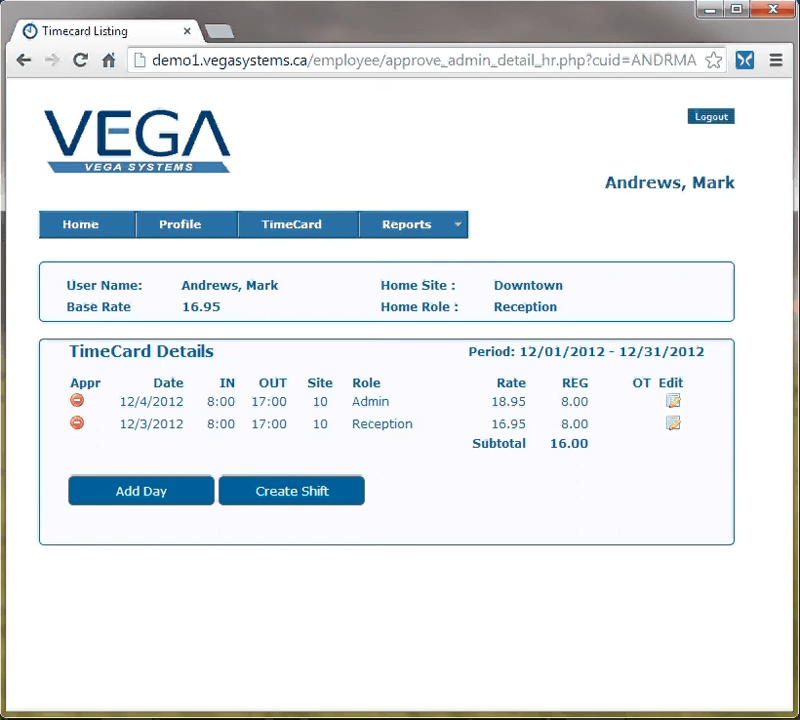 Timecard Listing
demo1.vegasystems.ca/employee/approve_admin_detail_hr.php?cuid=ANDRMA
VEGA
VEGA SYSTEMS
Logout
Andrews, Mark
Home Profile TimeCard Reports
User Name: Andrews, Mark Home Site : Downtown
Base Rate 16.95 Home Role : Reception
TimeCard Details Period: 12/01/2012 - 12/31/2012
Appr Date IN OUT Site Role Rate REG OT Edit
12/4/2012 8:00 17:00 10 Admin 18.95 8.00
12/3/2012 8:00 17:00 10 Reception 16.95 8.00
Subtotal 16.00
Add Day Create Shift